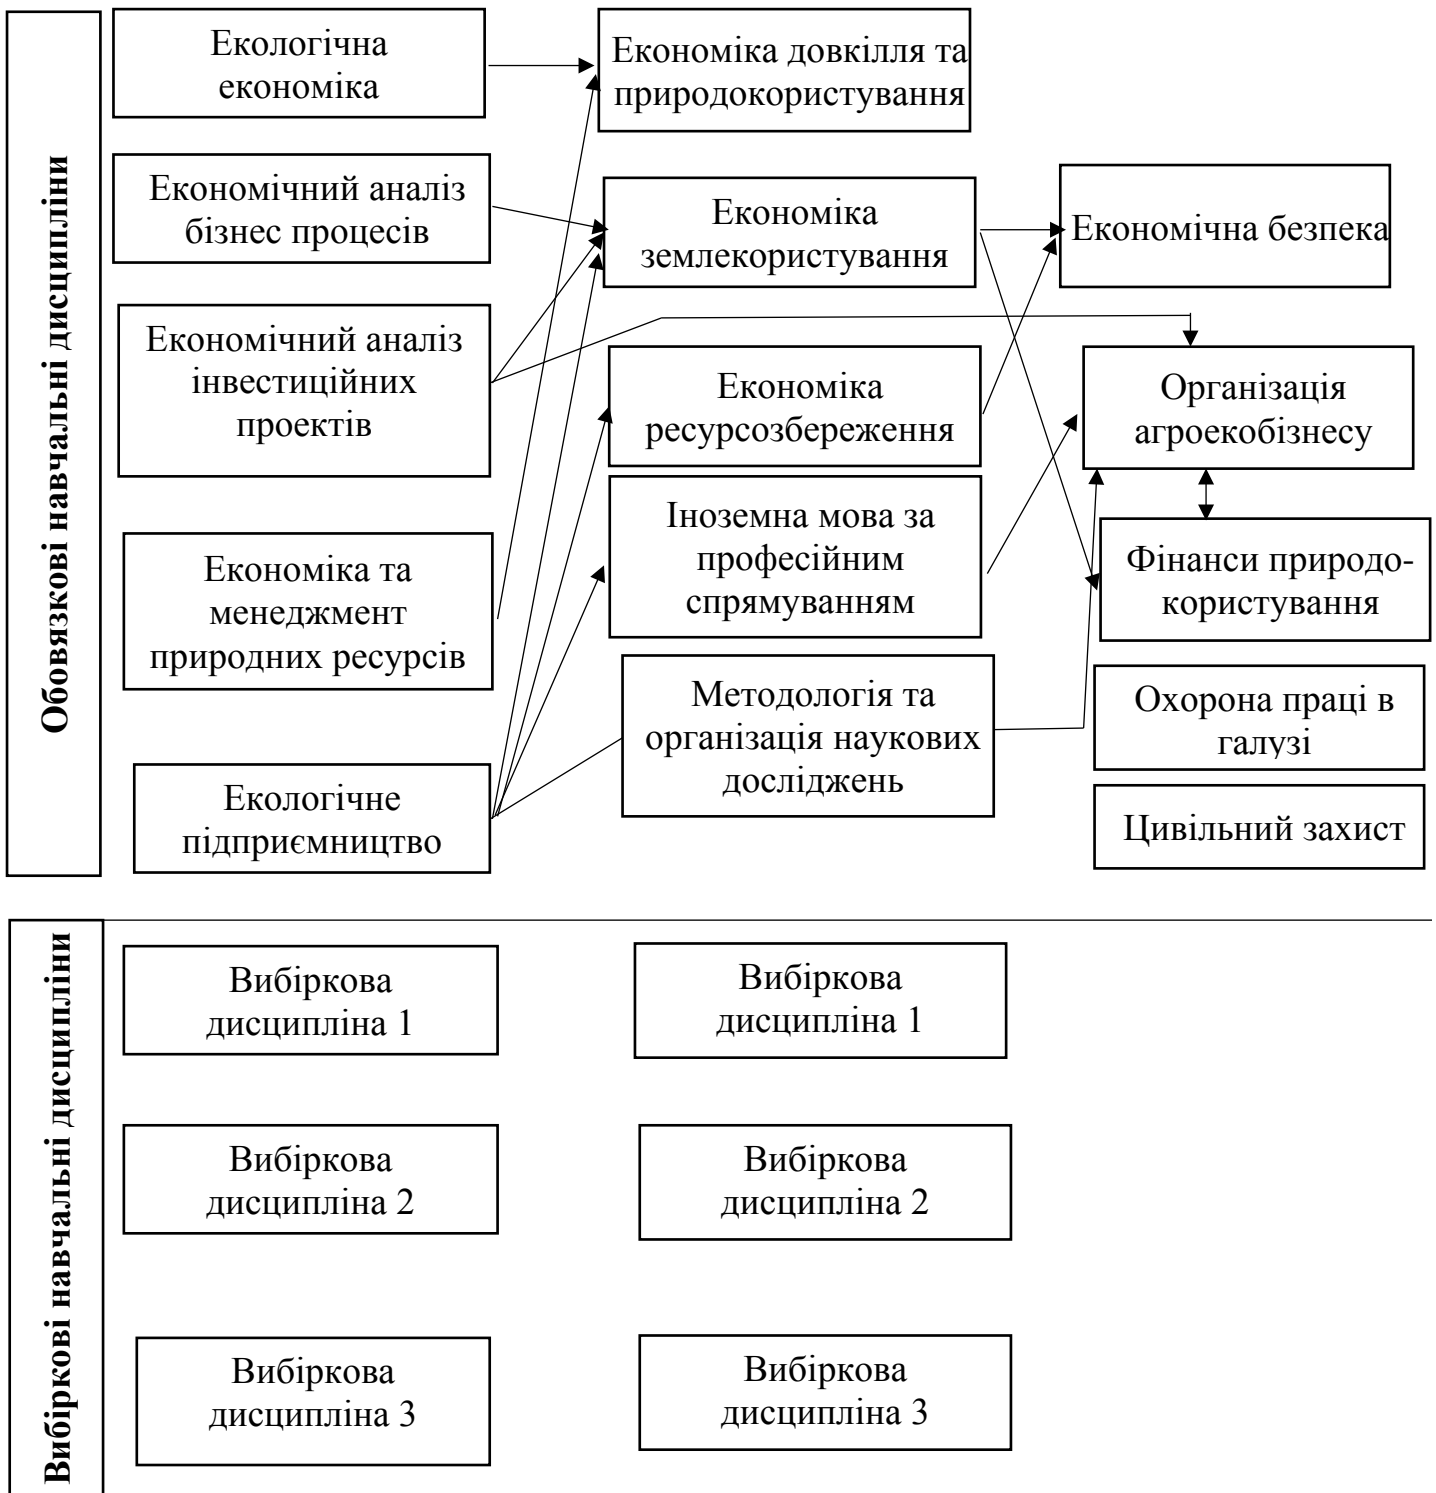 Обовязкові навчальні дисципліни
Екологічна
економіка
Економічний аналіз
бізнес процесів
Економічний аналіз
інвестиційних
проектів
Економіка та
менеджмент
природних ресурсів
Екологічне
підприємництво
Економіка довкілля та
природокористування
Економіка
землекористування
Економіка
ресурсозбереження
Іноземна мова за
професійним
спрямуванням
Методологія та
організація наукових
досліджень
Економічна безпека
Організація
агроекобізнесу
Фінанси природо-
користування
Охорона праці в
галузі
Цивільний захист
Вибіркові навчальні дисципліни
Вибіркова
дисципліна 1
Вибіркова
дисципліна 2
Вибіркова
дисципліна 3
Вибіркова
дисципліна 1
Вибіркова
дисципліна 2
Вибіркова
дисципліна 3